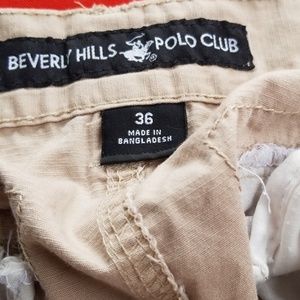 BEVERLY HILLS POLO CLUB
36
MADE IN
BANGLADESH